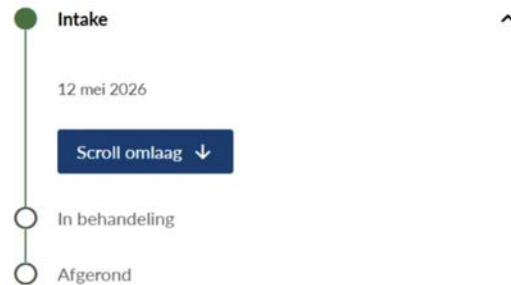 Intake
12 mei 2026
Scroll omlaag
In behandeling
Afgerond